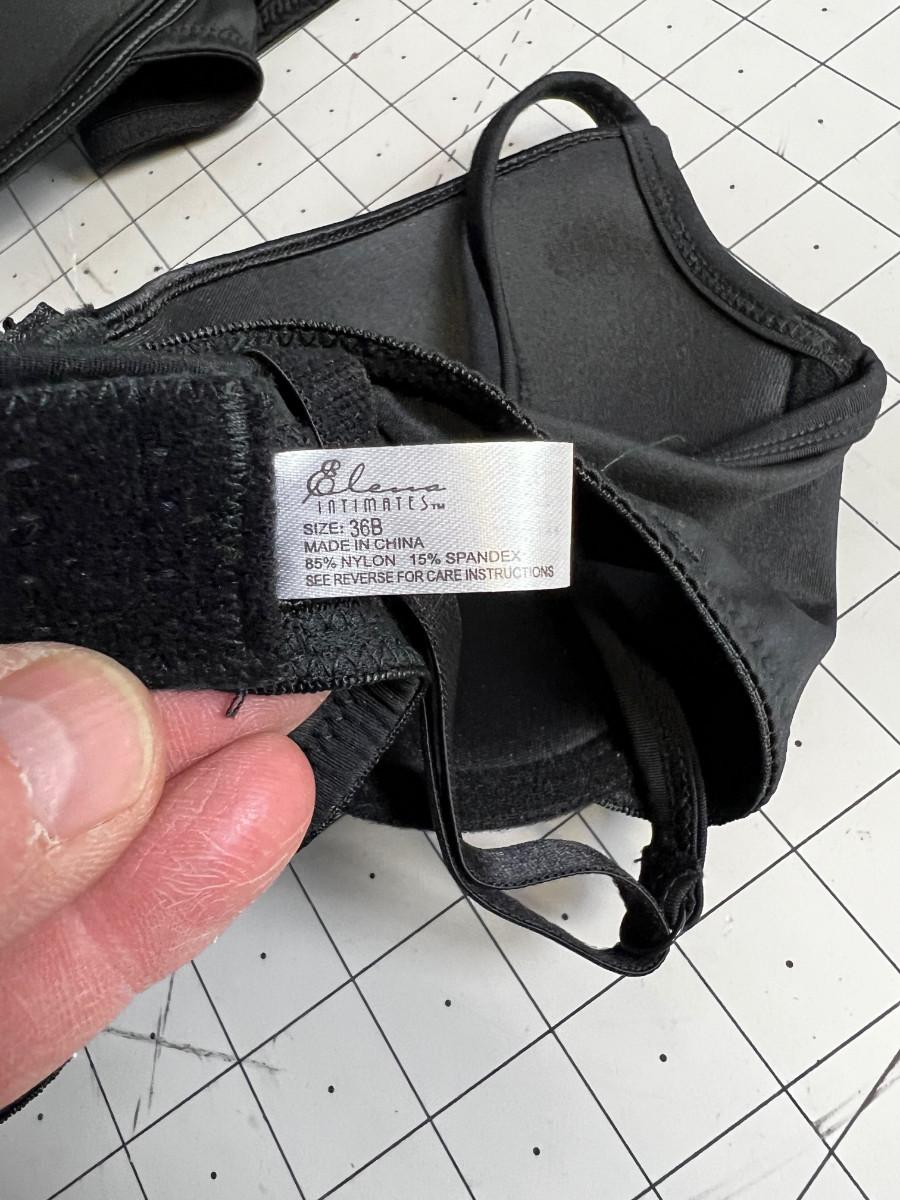 Elena
INTIMATES™
SIZE: 36B
MADE IN CHINA
85% NYLON 15% SPANDEX
SEE REVERSE FOR CARE INSTRUCTIONS